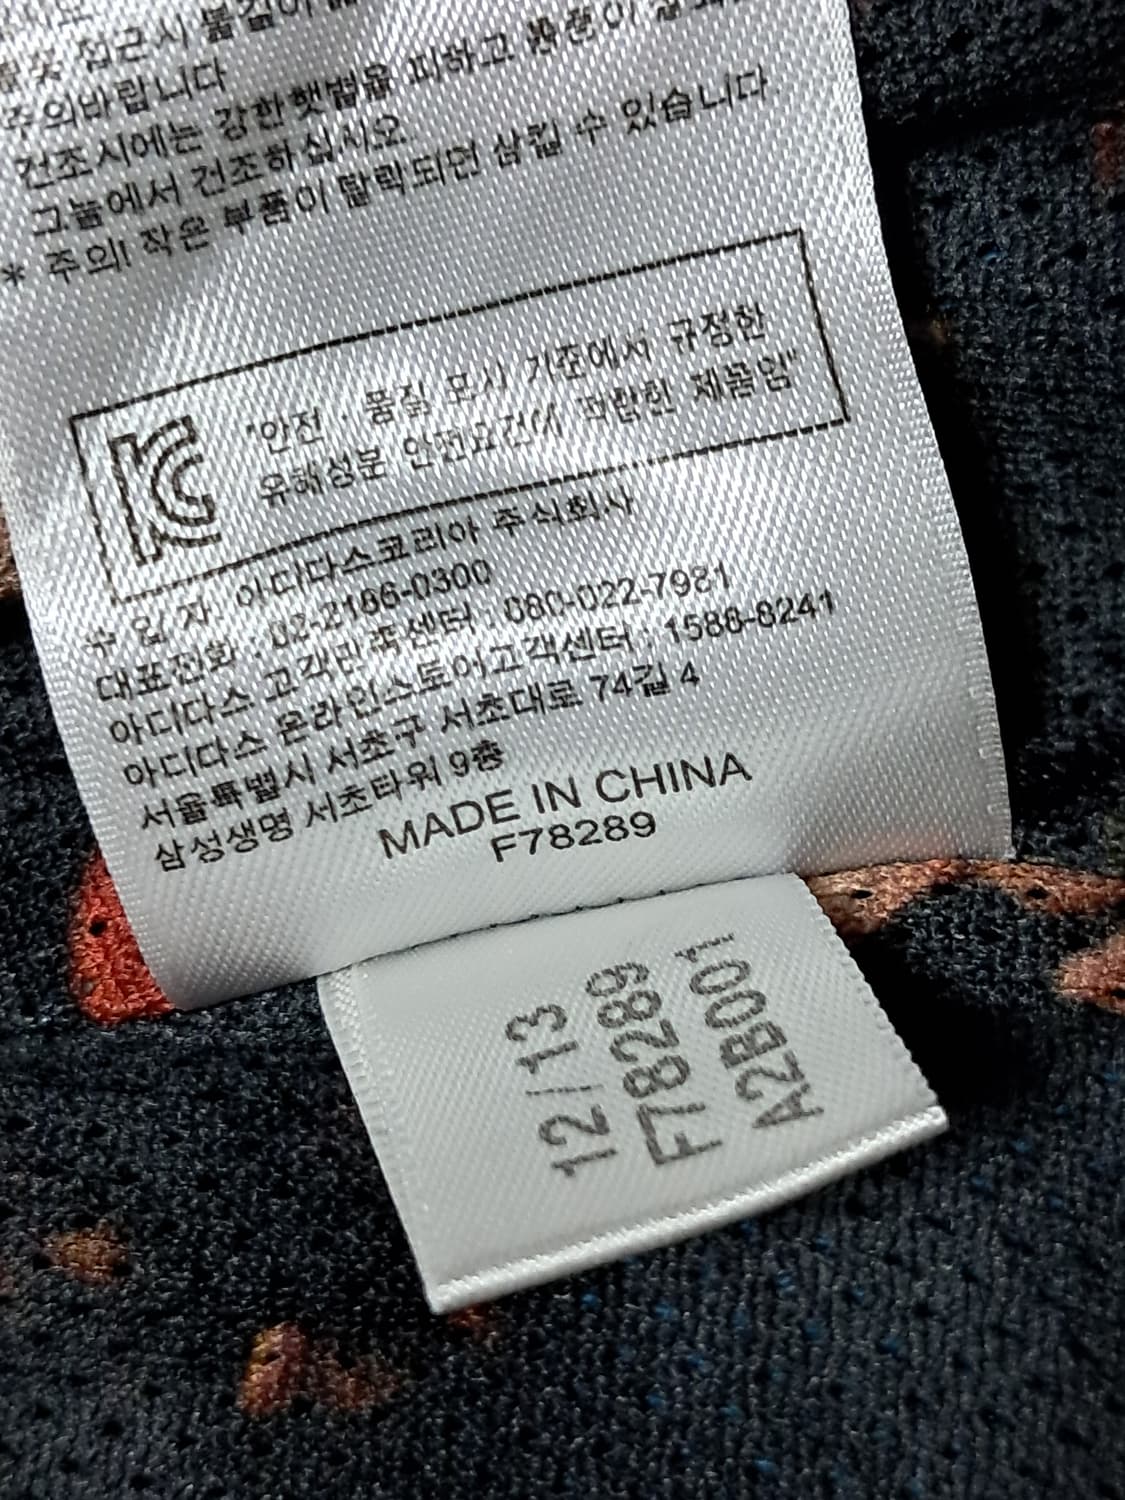 접근시 불길이
주의바랍니다
건조시에는 강한햇볕을 피하고 통풍이
그늘에서 건조하십시오.
* 주의! 작은 부품이 탈락되면 삼킬 수 있습니다.
KC
"안전 · 품질 표시 기준에서 규정한
유해성분 안전요건에 적합한 제품임"
수 입 자: 아디다스코리아 주식회사
대표전화 : 02-2186-0300
아디다스 고객만족센터 : 080-022-7981
아디다스 온라인스토어고객센터 : 1588-8241
서울특별시 서초구 서초대로 74길 4
삼성생명 서초타워 9층
MADE IN CHINA
F78289
12/13
F78289
A2B001